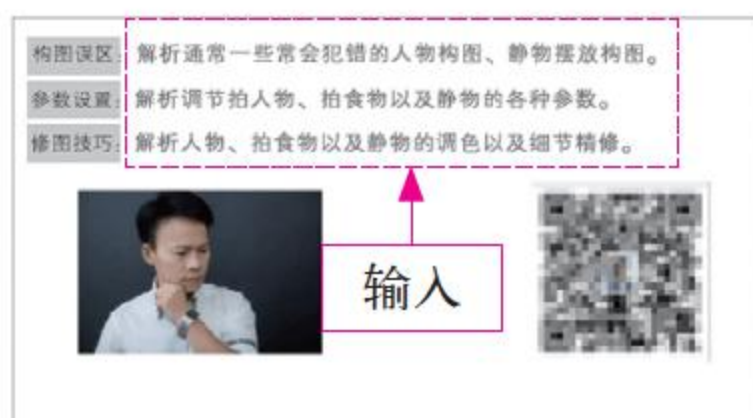 构图误区：解析通常一些常会犯错的人物构图、静物摆放构图。
参数设置：解析调节拍人物、拍食物以及静物的各种参数。
修图技巧：解析人物、拍食物以及静物的调色以及细节精修。
输入